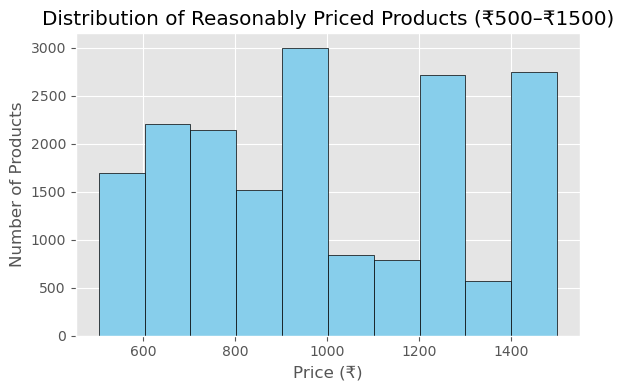 Distribution of Reasonably Priced Products (₹500–₹1500)
3000
2500
2000
1500
1000
500
0
Number of Products
600 800 1000 1200 1400
Price (₹)